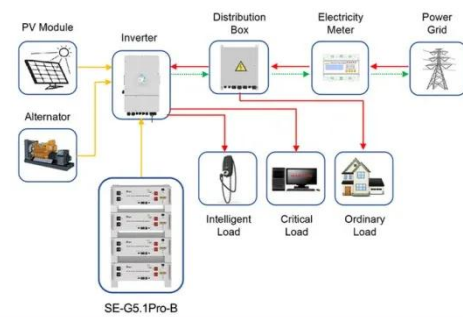 PV Module
Inverter
Distribution
Box
Electricity
Meter
Power
Grid
Alternator
Intelligent
Load
Critical
Load
Ordinary
Load
SE-G5.1Pro-B